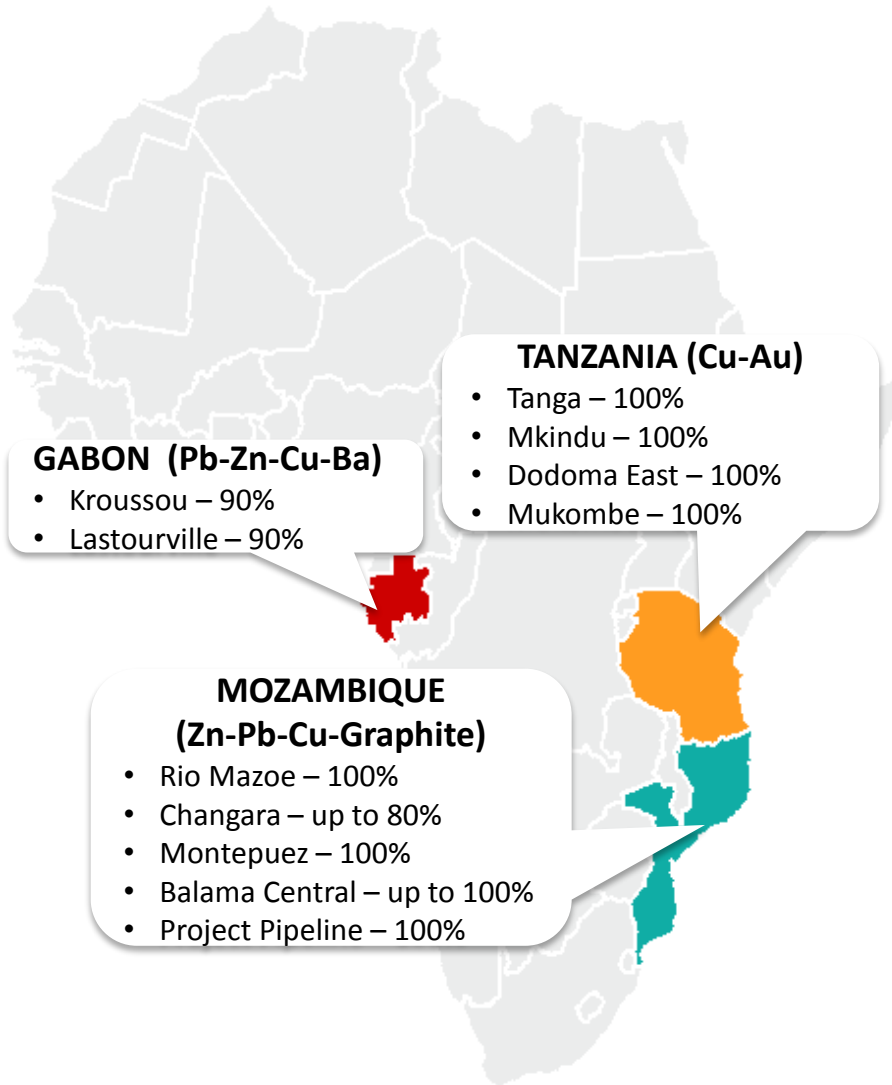 TANZANIA (Cu-Au)
• Tanga – 100%
• Mkindu – 100%
• Dodoma East – 100%
• Mukombe – 100%
GABON (Pb-Zn-Cu-Ba)
• Kroussou – 90%
• Lastourville – 90%
MOZAMBIQUE
(Zn-Pb-Cu-Graphite)
• Rio Mazoe – 100%
• Changara – up to 80%
• Montepuez – 100%
• Balama Central – up to 100%
• Project Pipeline – 100%